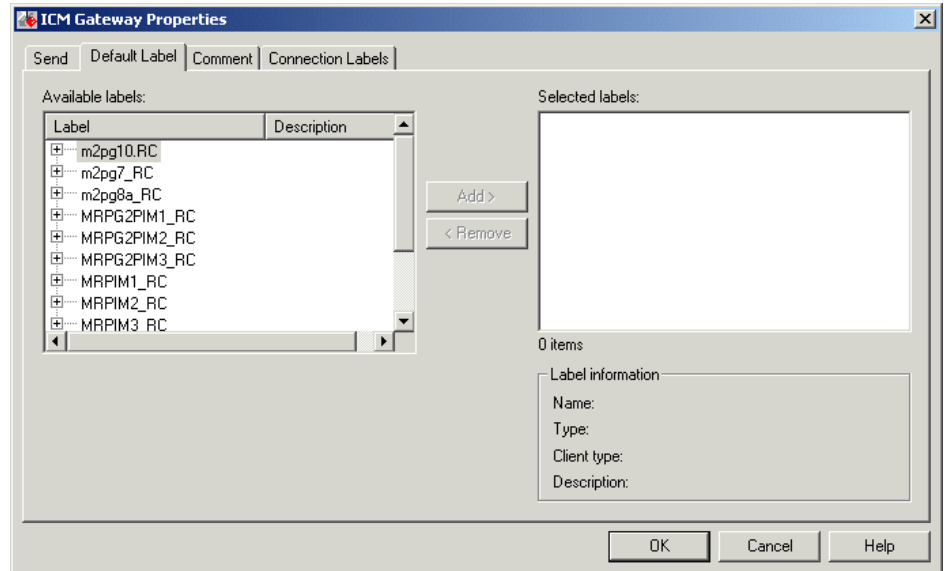 ICM Gateway Properties
Send Default Label Comment Connection Labels
Available labels:
Label Description
m2pg10.RC
m2pg7_RC
m2pg8a_RC
MRPG2PIM1_RC
MRPG2PIM2_RC
MRPG2PIM3_RC
MRPIM1_RC
MRPIM2_RC
MRPIM3_RC
Add >
< Remove
Selected labels:
0 items
Label information
Name:
Type:
Client type:
Description:
OK Cancel Help